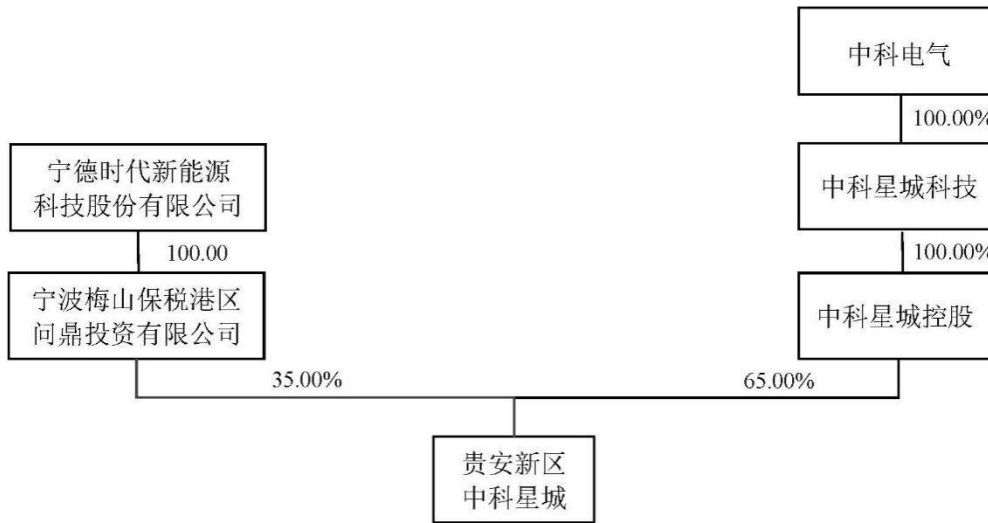 中科电气
100.00%
宁德时代新能源
科技股份有限公司
中科星城科技
100.00
100.00%
宁波梅山保税港区
问鼎投资有限公司
中科星城控股
35.00%
65.00%
贵安新区
中科星城